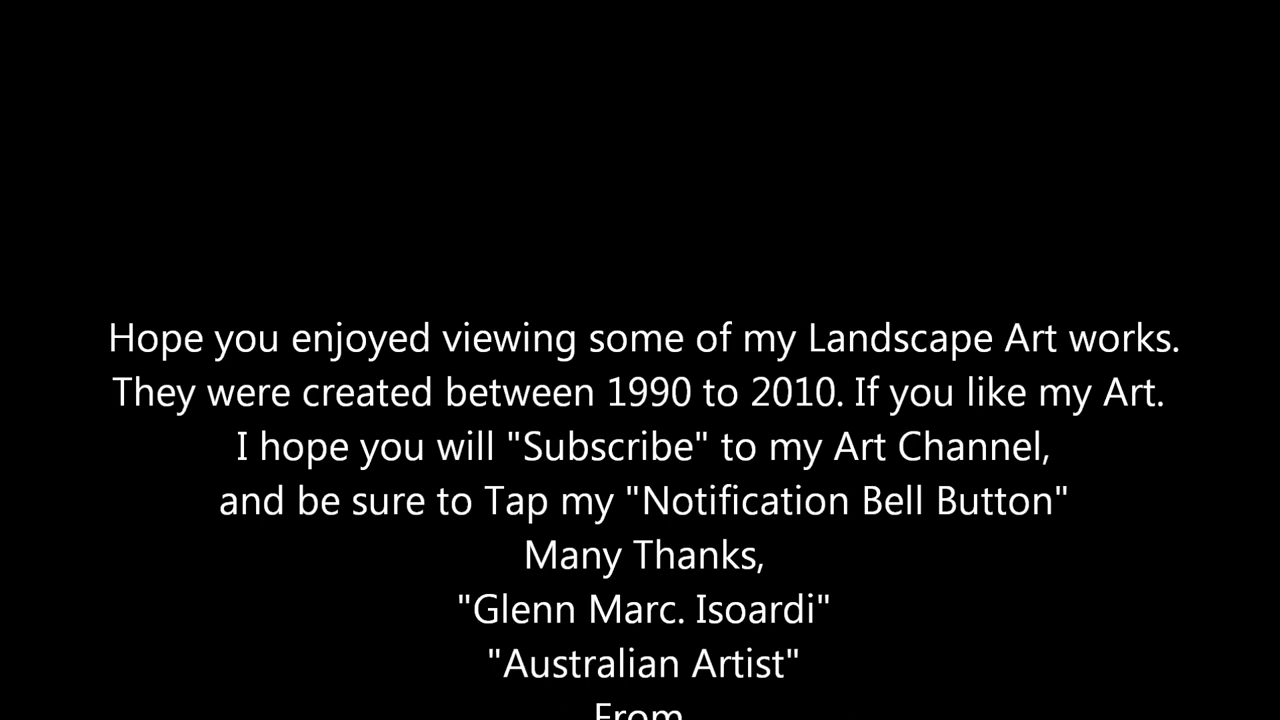 Hope you enjoyed viewing some of my Landscape Art works.
They were created between 1990 to 2010. If you like my Art.
I hope you will "Subscribe" to my Art Channel,
and be sure to Tap my "Notification Bell Button"
Many Thanks,
"Glenn Marc. Isoardi"
"Australian Artist"
From